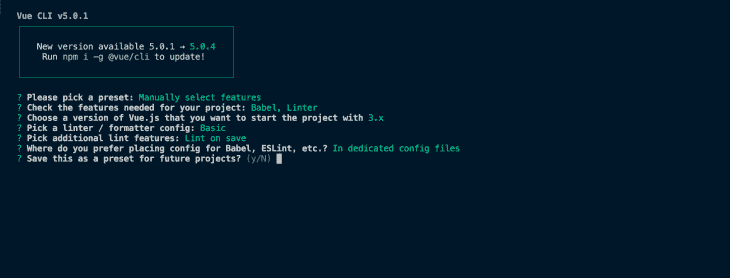 Vue CLI v5.0.1
New version available 5.0.1 → 5.0.4
Run npm i -g @vue/cli to update!
? Please pick a preset: Manually select features
? Check the features needed for your project: Babel, Linter
? Choose a version of Vue.js that you want to start the project with 3.x
? Pick a linter / formatter config: Basic
? Pick additional lint features: Lint on save
? Where do you prefer placing config for Babel, ESLint, etc.? In dedicated config files
? Save this as a preset for future projects? (y/N)